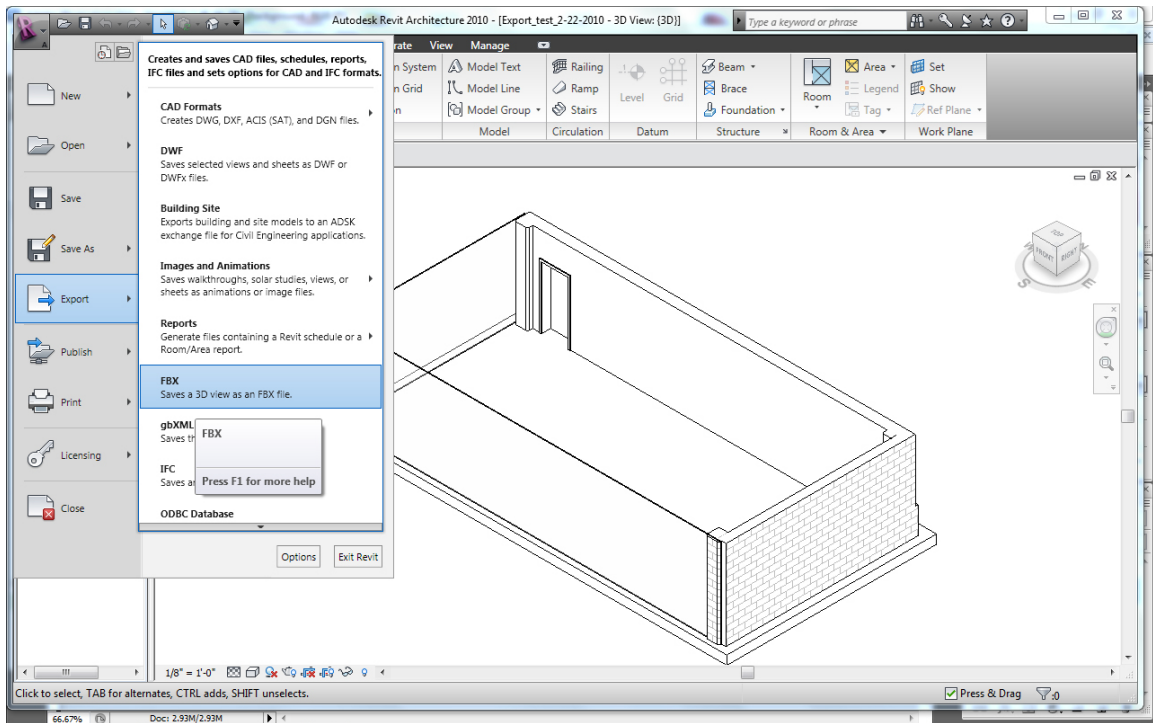 Autodesk Revit Architecture 2010 - [Export_test_2-22-2010 - 3D View: {3D}]
Type a keyword or phrase
Creates and saves CAD files, schedules, reports,
IFC files and sets options for CAD and IFC formats.
rate View Manage
New
Open
Save
Save As
Export
Publish
Print
Licensing
Close
CAD Formats
Creates DWG, DXF, ACIS (SAT), and DGN files.
DWF
Saves selected views and sheets as DWF or
DWFx files.
Building Site
Exports building and site models to an ADSK
exchange file for Civil Engineering applications.
Images and Animations
Saves walkthroughs, solar studies, views, or
sheets as animations or image files.
Reports
Generate files containing a Revit schedule or a
Room/Area report.
FBX
Saves a 3D view as an FBX file.
gbXML
Saves th
IFC
Saves a
ODBC Database
FBX
Press F1 for more help
Options Exit Revit
n System Model Text Railing Beam Area Set
n Grid Model Line Ramp Level Grid Brace Room Legend Show
on Model Group Stairs Foundation Tag Ref Plane
Model Circulation Datum Structure Room & Area Work Plane
TOP
FRONT RIGHT
S E
1/8" = 1'-0"
Click to select, TAB for alternates, CTRL adds, SHIFT unselects.
Press & Drag :0
66.67% Doc: 2.93M/2.93M